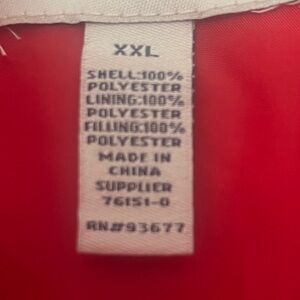 XXL
SHELL:100%
POLYESTER
LINING:100%
POLYESTER
FILLING:100%
POLYESTER
MADE IN
CHINA
SUPPLIER
76151-0
RN#93677